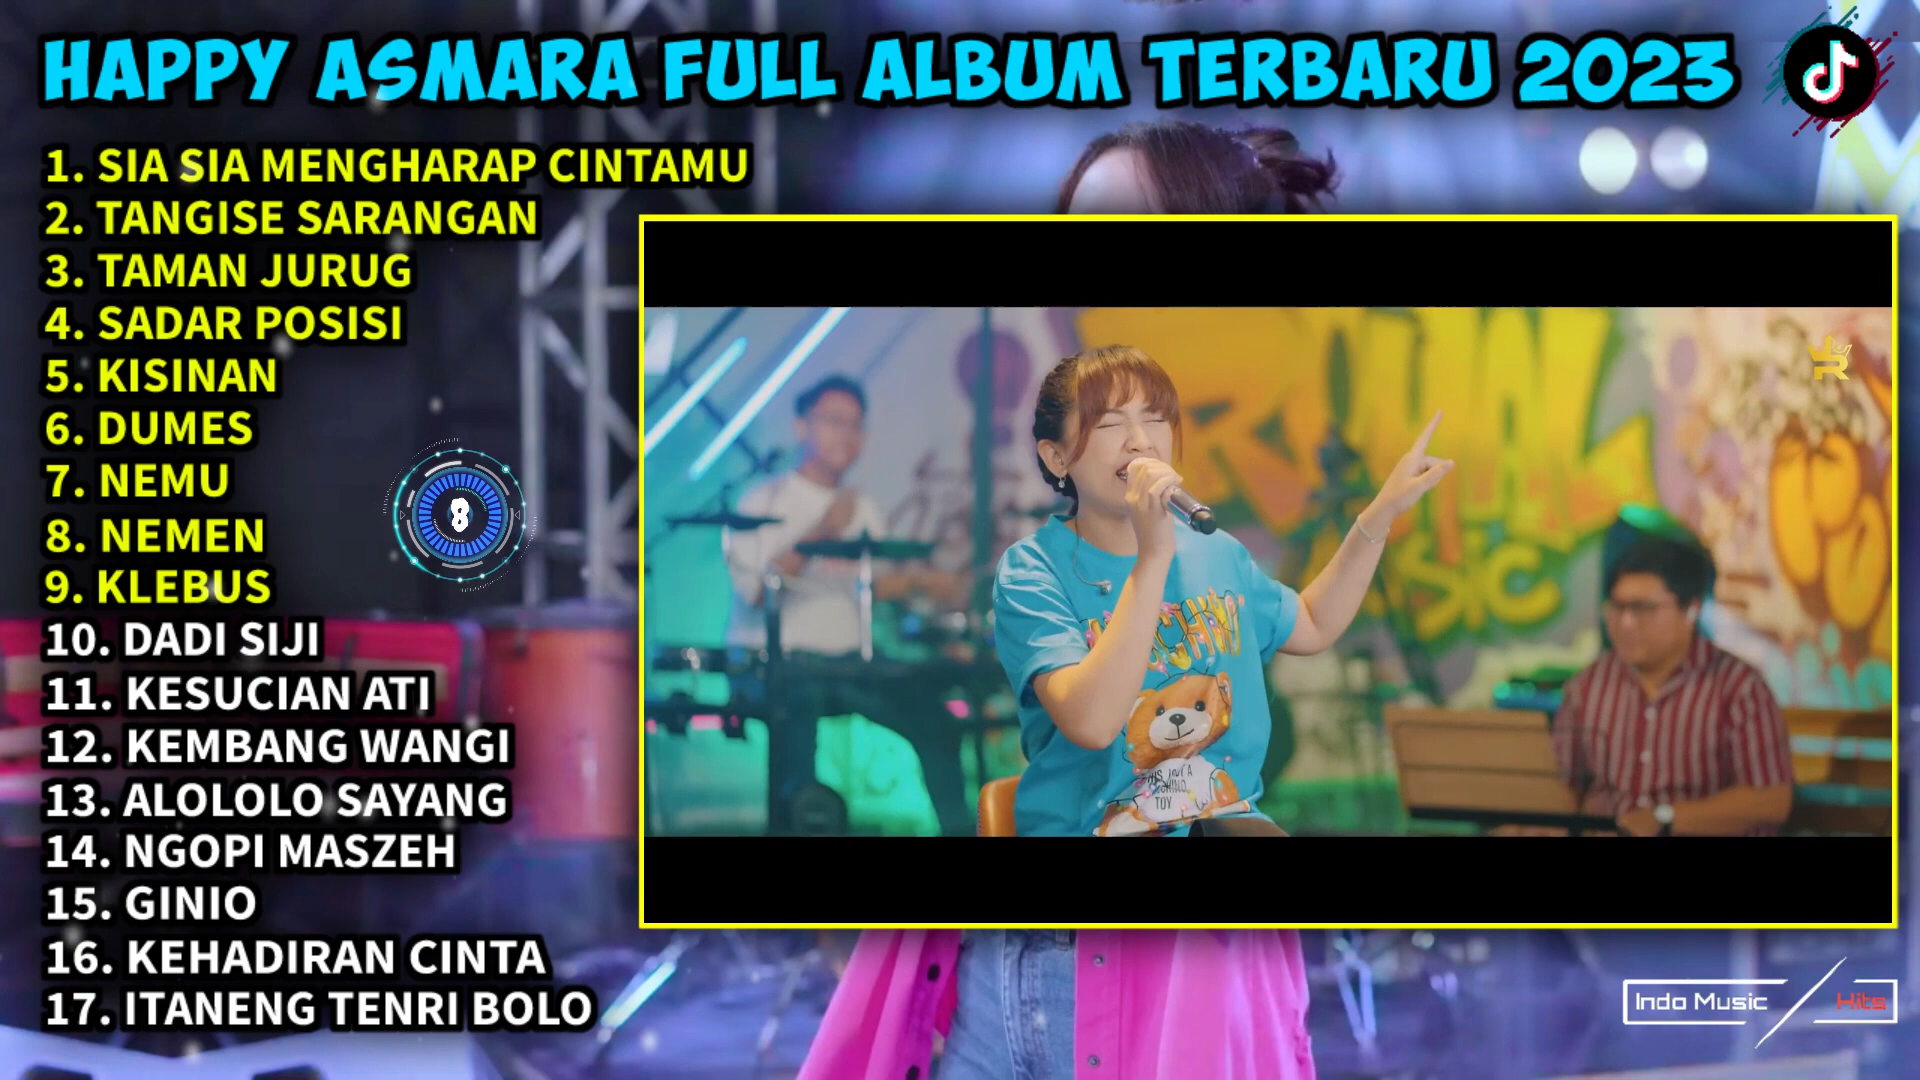 HAPPY ASMARA FULL ALBUM TERBARU 2023
1. SIA SIA MENGHARAP CINTAMU
2. TANGISE SARANGAN
3. TAMAN JURUG
4. SADAR POSISI
5. KISINAN
6. DUMES
7. NEMU
8. NEMEN
9. KLEBUS
10. DADI SIJI
11. KESUCIAN ATI
12. KEMBANG WANGI
13. ALOLOLO SAYANG
14. NGOPI MASZEH
15. GINIO
16. KEHADIRAN CINTA
17. ITANENG TENRI BOLO
8
R
ROYAL
MUSIC
TOY
Indo Music Hits